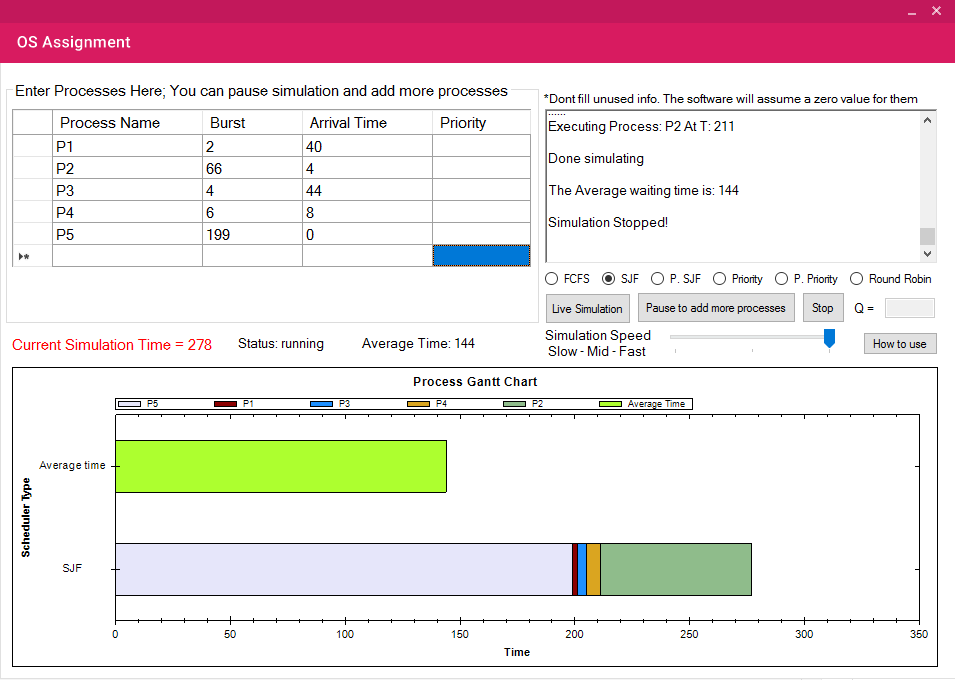 OS Assignment
Enter Processes Here; You can pause simulation and add more processes
Process Name Burst Arrival Time Priority
P1 2 40
P2 66 4
P3 4 44
P4 6 8
P5 199 0
*Dont fill unused info. The software will assume a zero value for them
......
Executing Process: P2 At T: 211
Done simulating
The Average waiting time is: 144
Simulation Stopped!
FCFS SJF P. SJF Priority P. Priority Round Robin
Live Simulation Pause to add more processes Stop Q =
Simulation Speed
Slow - Mid - Fast
How to use
Current Simulation Time = 278 Status: running Average Time: 144
Process Gantt Chart
P5 P1 P3 P4 P2 Average Time
Scheduler Type
Average time
SJF
0 50 100 150 200 250 300 350
Time